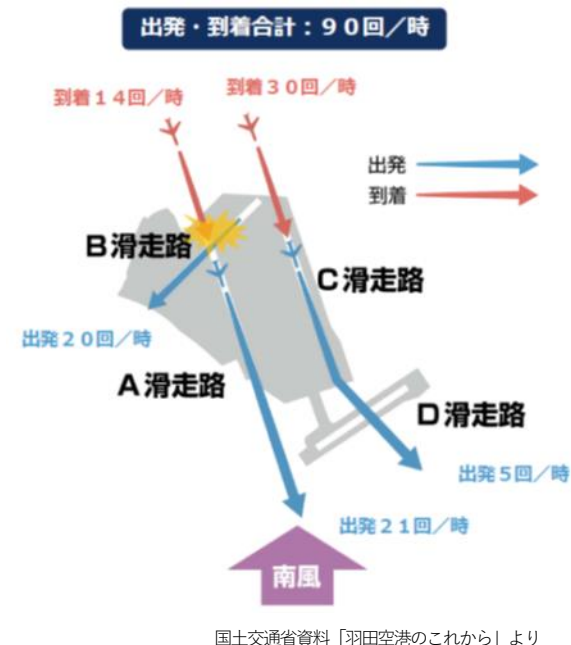 出発・到着合計：９０回／時
到着１４回／時
到着３０回／時
出発
到着
B滑走路
C滑走路
出発２０回／時
A滑走路
D滑走路
出発５回／時
出発２１回／時
南風
国土交通省資料「羽田空港のこれから」より